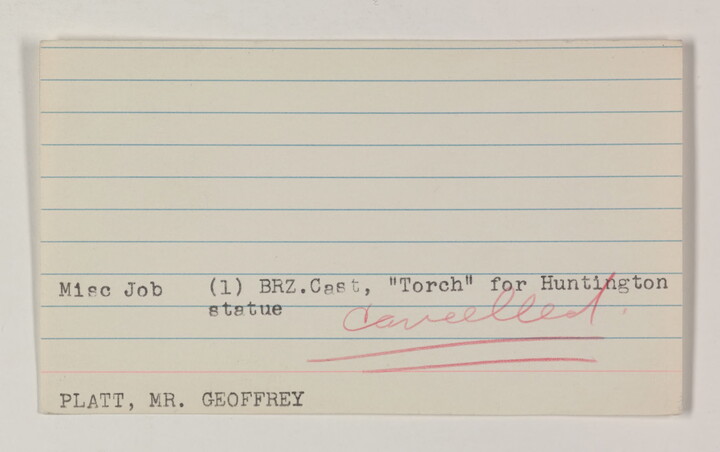 Misc Job (1) BRZ.Cast, "Torch" for Huntington
statue
Cancelled.
PLATT, MR. GEOFFREY